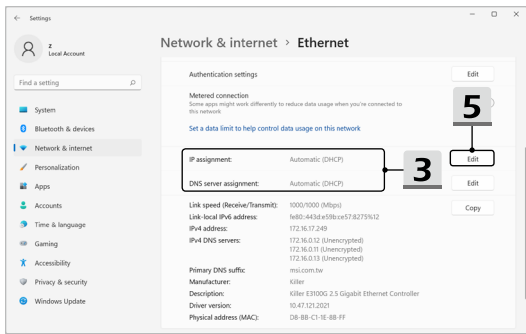 Settings
z
Local Account
Find a setting
System
Bluetooth & devices
Network & internet
Personalization
Apps
Accounts
Time & language
Gaming
Accessibility
Privacy & security
Windows Update
Network & internet > Ethernet
Authentication settings Edit
Metered connection
Some apps might work differently to reduce data usage when you're connected to
this network
5
Set a data limit to help control data usage on this network
IP assignment: Automatic (DHCP) Edit
3
DNS server assignment: Automatic (DHCP) Edit
Link speed (Receive/Transmit): 1000/1000 (Mbps) Copy
Link-local IPv6 address: fe80::443d:e59b:ce57:8275%12
IPv4 address: 172.16.17.249
IPv4 DNS servers: 172.16.0.12 (Unencrypted)
172.16.0.11 (Unencrypted)
172.16.0.13 (Unencrypted)
Primary DNS suffix: msi.com.tw
Manufacturer: Killer
Description: Killer E3100G 2.5 Gigabit Ethernet Controller
Driver version: 10.47.121.2021
Physical address (MAC): D8-BB-C1-1E-8B-FF